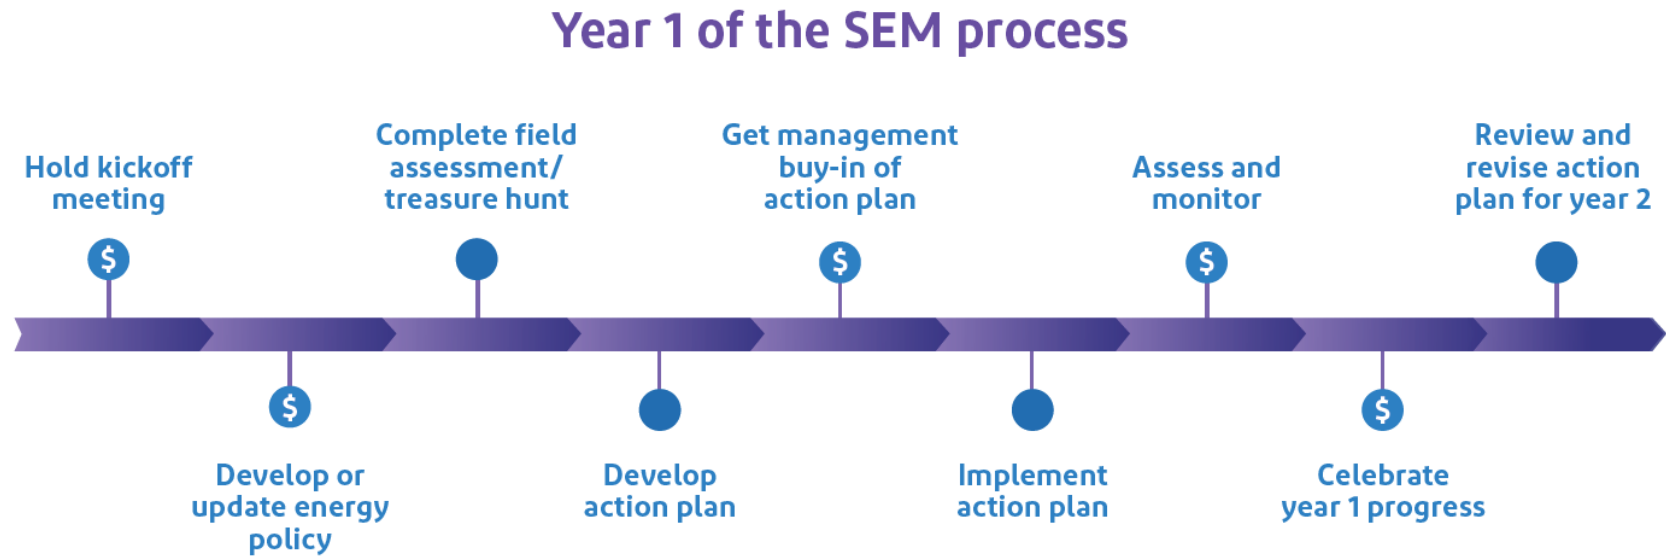 Year 1 of the SEM process
Hold kickoff
meeting
$
Develop or
update energy
policy
$
Complete field
assessment/
treasure hunt
Develop
action plan
Get management
buy-in of
action plan
$
Implement
action plan
Assess and
monitor
$
Celebrate
year 1 progress
$
Review and
revise action
plan for year 2